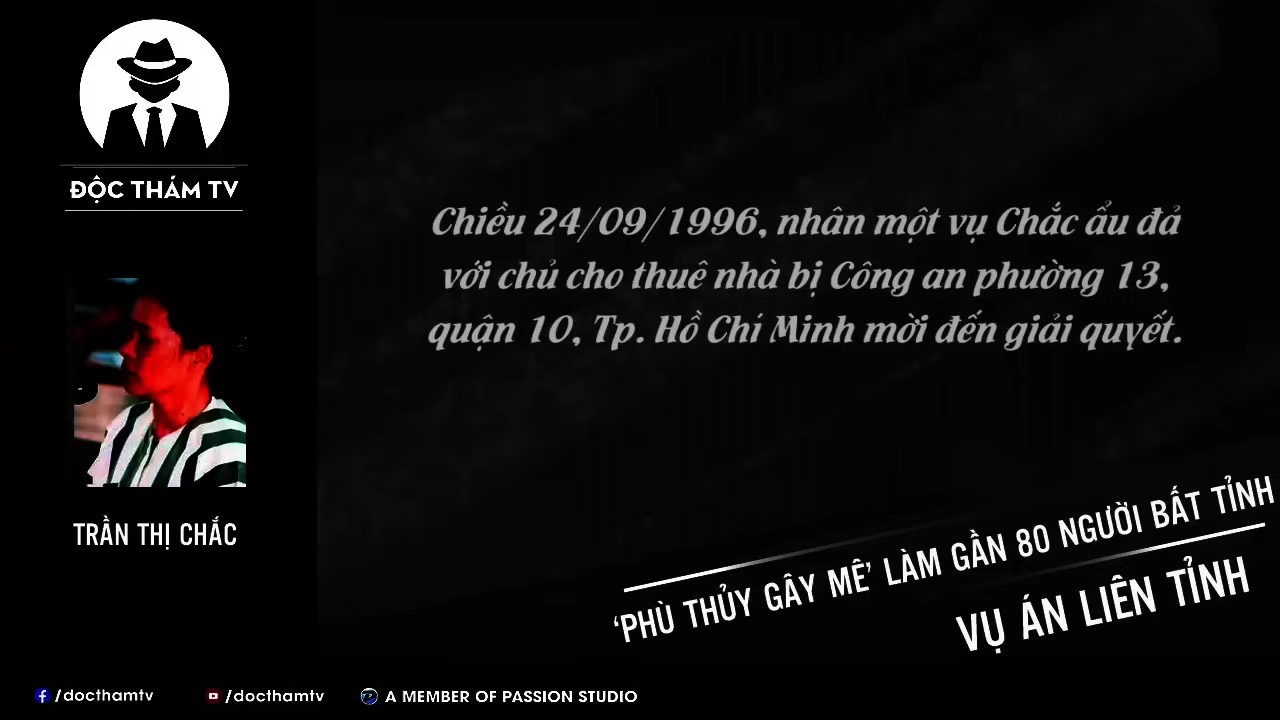 ĐỘC THÁM TV
Chiều 24/09/1996, nhân một vụ Chắc ẩu đả
với chủ cho thuê nhà bị Công an phường 13,
quận 10, Tp. Hồ Chí Minh mời đến giải quyết.
TRẦN THỊ CHẮC
‘PHÙ THỦY GÂY MÊ’ LÀM GẦN 80 NGƯỜI BẤT TỈNH
VỤ ÁN LIÊN TỈNH
/docthamtv
/docthamtv
A MEMBER OF PASSION STUDIO